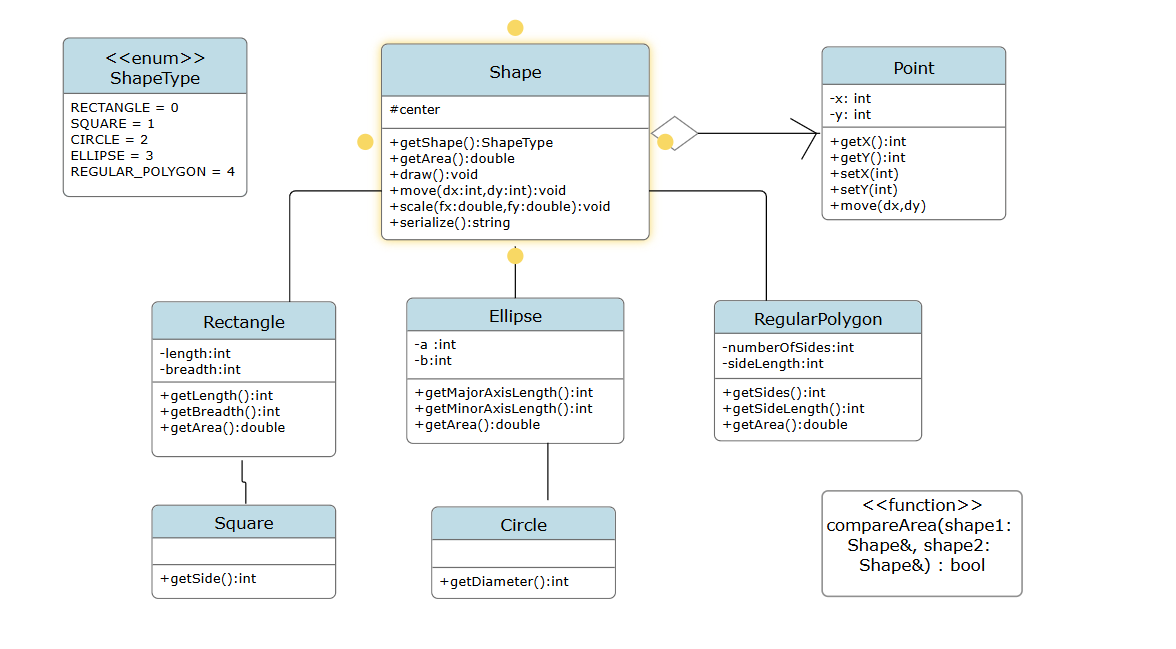 <<enum>>
ShapeType
RECTANGLE = 0
SQUARE = 1
CIRCLE = 2
ELLIPSE = 3
REGULAR_POLYGON = 4
Shape
#center
+getShape():ShapeType
+getArea():double
+draw():void
+move(dx:int,dy:int):void
+scale(fx:double,fy:double):void
+serialize():string
Point
-x: int
-y: int
+getX():int
+getY():int
+setX(int)
+setY(int)
+move(dx,dy)
Rectangle
-length:int
-breadth:int
+getLength():int
+getBreadth():int
+getArea():double
Ellipse
-a :int
-b:int
+getMajorAxisLength():int
+getMinorAxisLength():int
+getArea():double
RegularPolygon
-numberOfSides:int
-sideLength:int
+getSides():int
+getSideLength():int
+getArea():double
Square
+getSide():int
Circle
+getDiameter():int
<<function>>
compareArea(shape1:
Shape&, shape2:
Shape&) : bool